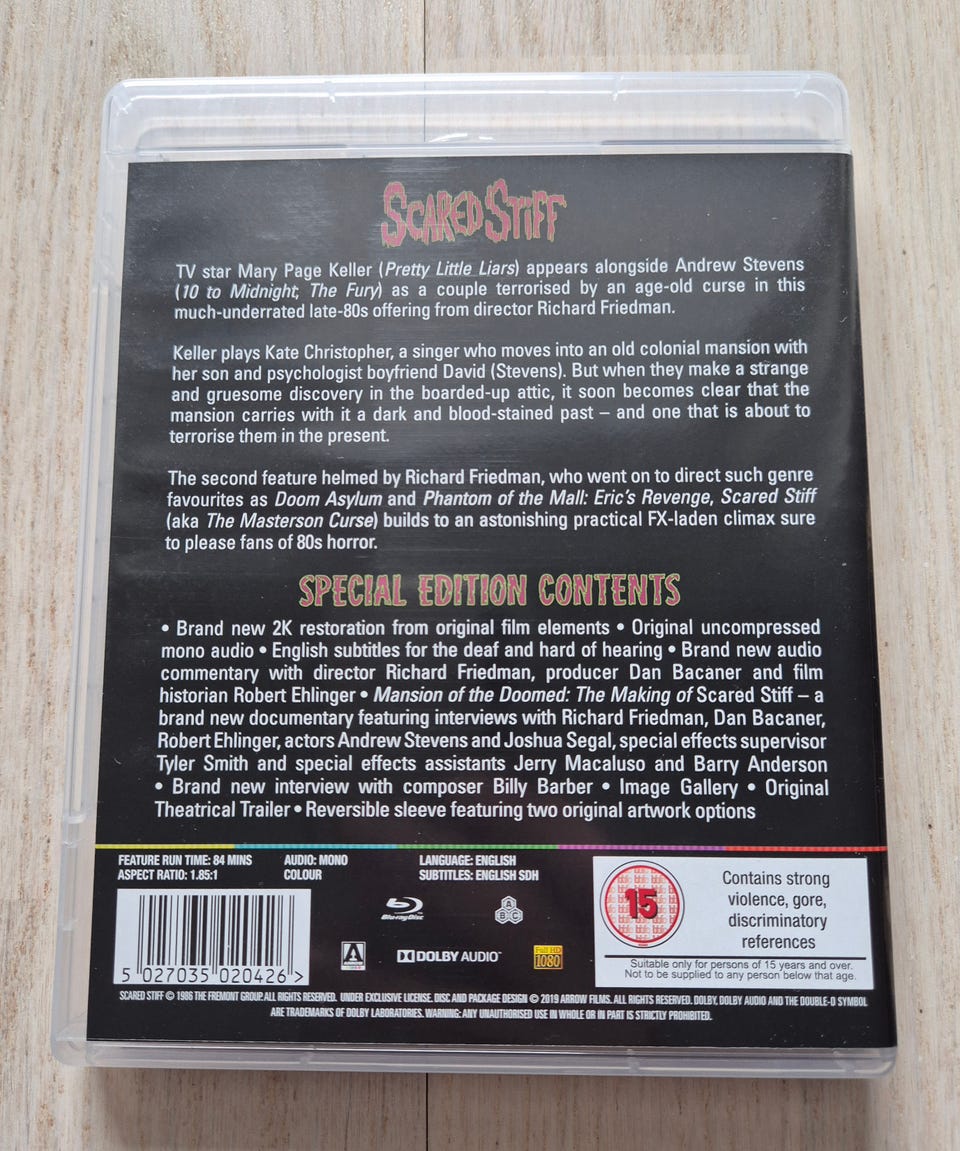 SCARED STIFF
TV star Mary Page Keller (Pretty Little Liars) appears alongside Andrew Stevens
(10 to Midnight, The Fury) as a couple terrorised by an age-old curse in this
much-underrated late-80s offering from director Richard Friedman.
Keller plays Kate Christopher, a singer who moves into an old colonial mansion with
her son and psychologist boyfriend David (Stevens). But when they make a strange
and gruesome discovery in the boarded-up attic, it soon becomes clear that the
mansion carries with it a dark and blood-stained past – and one that is about to
terrorise them in the present.
The second feature helmed by Richard Friedman, who went on to direct such genre
favourites as Doom Asylum and Phantom of the Mall: Eric's Revenge, Scared Stiff
(aka The Masterson Curse) builds to an astonishing practical FX-laden climax sure
to please fans of 80s horror.
SPECIAL EDITION CONTENTS
• Brand new 2K restoration from original film elements • Original uncompressed
mono audio • English subtitles for the deaf and hard of hearing • Brand new audio
commentary with director Richard Friedman, producer Dan Bacaner and film
historian Robert Ehlinger • Mansion of the Doomed: The Making of Scared Stiff – a
brand new documentary featuring interviews with Richard Friedman, Dan Bacaner,
Robert Ehlinger, actors Andrew Stevens and Joshua Segal, special effects supervisor
Tyler Smith and special effects assistants Jerry Macaluso and Barry Anderson
• Brand new interview with composer Billy Barber • Image Gallery • Original
Theatrical Trailer • Reversible sleeve featuring two original artwork options
FEATURE RUN TIME: 84 MINS AUDIO: MONO LANGUAGE: ENGLISH
ASPECT RATIO: 1.85:1 COLOUR SUBTITLES: ENGLISH SDH
Blu-ray Disc
A B C
DOLBY AUDIO™
Full HD
1080
15
Contains strong
violence, gore,
discriminatory
references
Suitable only for persons of 15 years and over.
Not to be supplied to any person below that age.
5 027035 020426 >
SCARED STIFF © 1986 THE FREMONT GROUP. ALL RIGHTS RESERVED. UNDER EXCLUSIVE LICENSE. DISC AND PACKAGE DESIGN © 2019 ARROW FILMS. ALL RIGHTS RESERVED. DOLBY, DOLBY AUDIO AND THE DOUBLE-D SYMBOL
ARE TRADEMARKS OF DOLBY LABORATORIES. WARNING: ANY UNAUTHORISED USE IN WHOLE OR IN PART IS STRICTLY PROHIBITED.